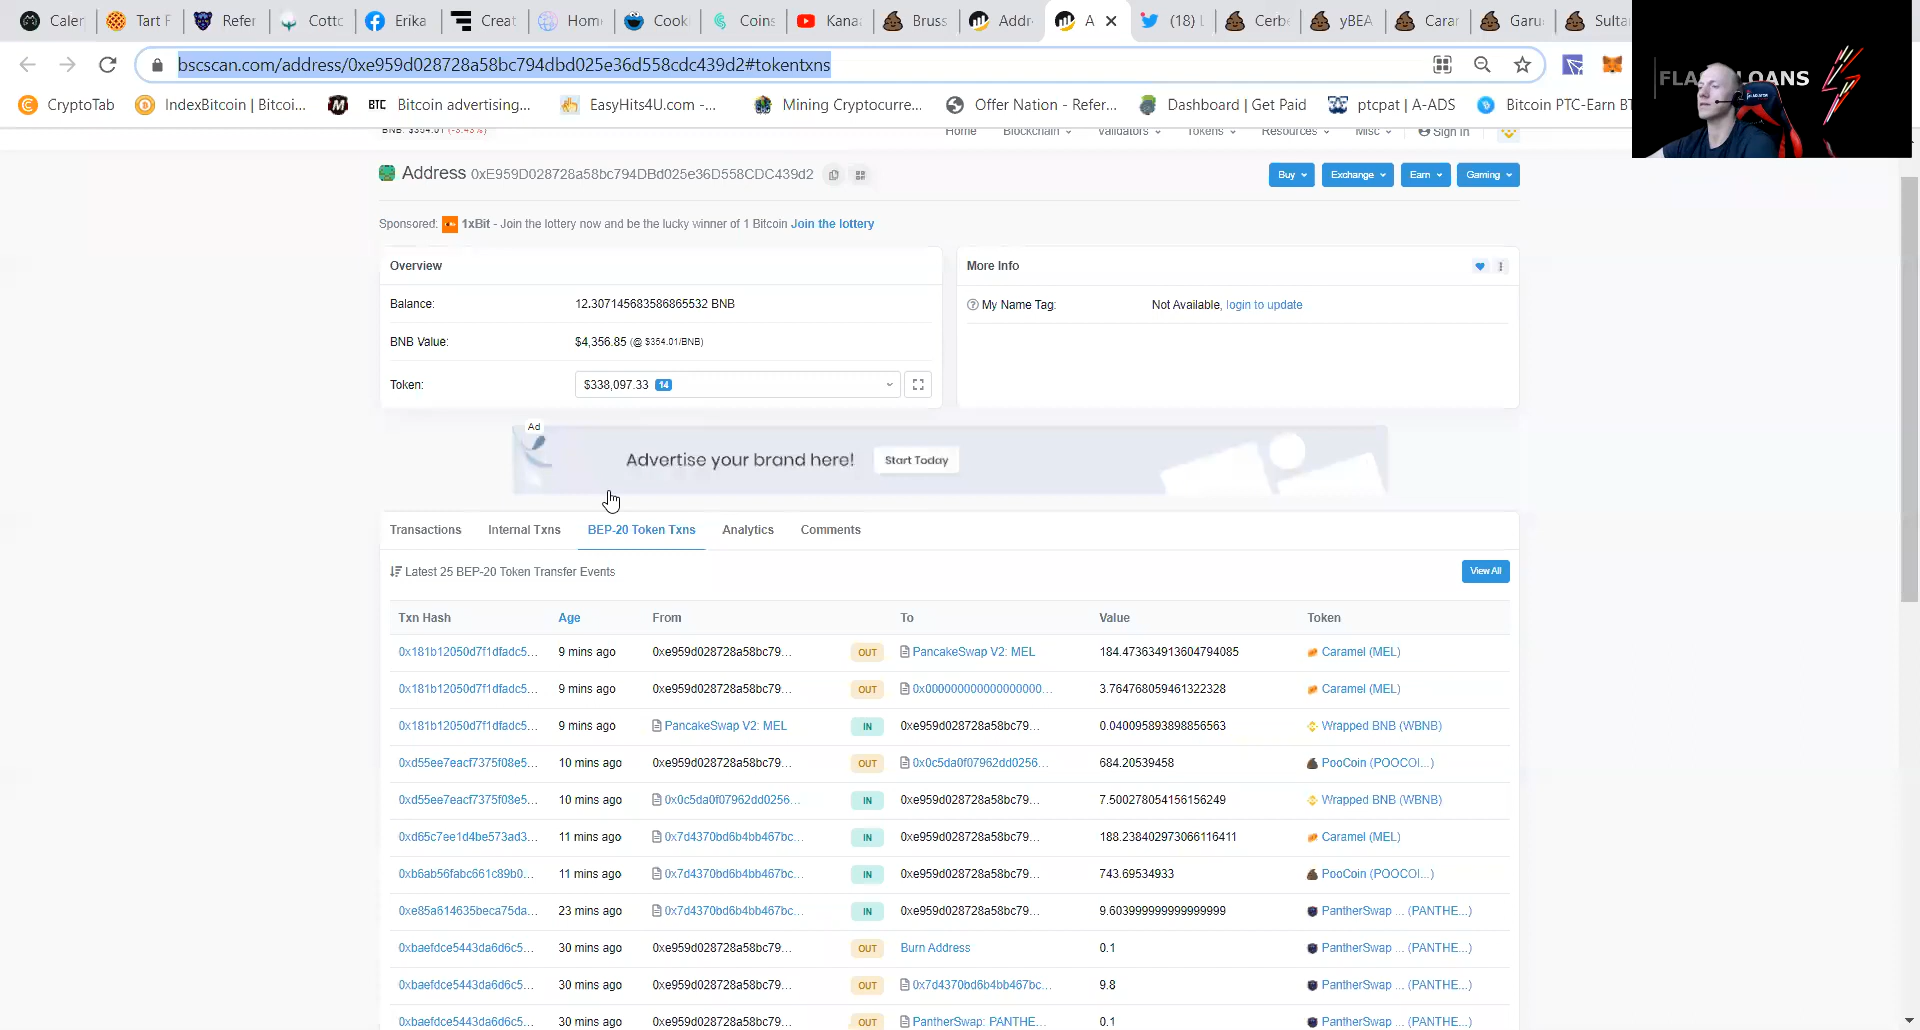 Caler
Tart F
Refer
Cottc
Erika
Creat
Home
Cook
Coins
Kana
Bruss
Addr
A
(18) L
Cerbe
yBEA
Carar
Garu
Sulta
bscscan.com/address/0xe959d028728a58bc794dbd025e36d558cdc439d2#tokentxns
CryptoTab
IndexBitcoin | Bitcoi...
BTC Bitcoin advertising...
EasyHits4U.com -...
Mining Cryptocurre...
Offer Nation - Refer...
Dashboard | Get Paid
ptcpat | A-ADS
Bitcoin PTC-Earn BT
FLA LOANS
BNB: $354.01 (-3.43%)
Home Blockchain Validators Tokens Resources Misc Sign In
Address 0xE959D028728a58bc794DBd025e36D558CDC439d2
Buy Exchange Earn Gaming
Sponsored: 1xBit - Join the lottery now and be the lucky winner of 1 Bitcoin Join the lottery
Overview
Balance: 12.307145683586865532 BNB
BNB Value: $4,356.85 (@ $354.01/BNB)
Token: $338,097.33 14
More Info
My Name Tag: Not Available, login to update
Ad
Advertise your brand here! Start Today
Transactions Internal Txns BEP-20 Token Txns Analytics Comments
Latest 25 BEP-20 Token Transfer Events
View All
Txn Hash Age From To Value Token
0x181b12050d7f1dfadc5... 9 mins ago 0xe959d028728a58bc79... OUT PancakeSwap V2: MEL 184.473634913604794085 Caramel (MEL)
0x181b12050d7f1dfadc5... 9 mins ago 0xe959d028728a58bc79... OUT 0x000000000000000000... 3.764768059461322328 Caramel (MEL)
0x181b12050d7f1dfadc5... 9 mins ago PancakeSwap V2: MEL IN 0xe959d028728a58bc79... 0.040095893898856563 Wrapped BNB (WBNB)
0xd55ee7eacf7375f08e5... 10 mins ago 0xe959d028728a58bc79... OUT 0x0c5da0f07962dd0256... 684.20539458 PooCoin (POOCOI...)
0xd55ee7eacf7375f08e5... 10 mins ago 0x0c5da0f07962dd0256... IN 0xe959d028728a58bc79... 7.500278054156156249 Wrapped BNB (WBNB)
0xd65c7ee1d4be573ad3... 11 mins ago 0x7d4370bd6b4bb467bc... IN 0xe959d028728a58bc79... 188.238402973066116411 Caramel (MEL)
0xb6ab56fabc661c89b0... 11 mins ago 0x7d4370bd6b4bb467bc... IN 0xe959d028728a58bc79... 743.69534933 PooCoin (POOCOI...)
0xe85a614635beca75da... 23 mins ago 0x7d4370bd6b4bb467bc... IN 0xe959d028728a58bc79... 9.603999999999999999 PantherSwap ... (PANTHE...)
0xbaefdce5443da6d6c5... 30 mins ago 0xe959d028728a58bc79... OUT Burn Address 0.1 PantherSwap ... (PANTHE...)
0xbaefdce5443da6d6c5... 30 mins ago 0xe959d028728a58bc79... OUT 0x7d4370bd6b4bb467bc... 9.8 PantherSwap ... (PANTHE...)
0xbaefdce5443da6d6c5... 30 mins ago 0xe959d028728a58bc79... OUT PantherSwap: PANTHE... 0.1 PantherSwap ... (PANTHE...)